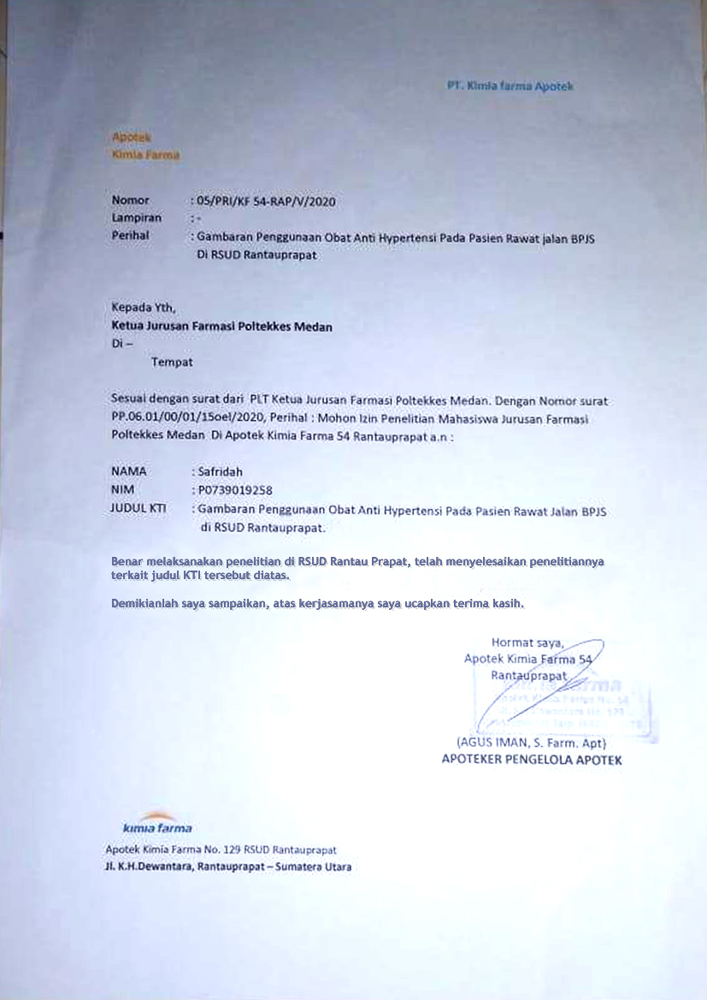 PT. Kimia farma Apotek
Apotek
Kimia Farma
Nomor : 05/PRI/KF 54-RAP/V/2020
Lampiran : -
Perihal : Gambaran Penggunaan Obat Anti Hypertensi Pada Pasien Rawat jalan BPJS
Di RSUD Rantauprapat
Kepada Yth,
Ketua Jurusan Farmasi Poltekkes Medan
Di –
Tempat
Sesuai dengan surat dari PLT Ketua Jurusan Farmasi Poltekkes Medan. Dengan Nomor surat
PP.06.01/00/01/15oel/2020, Perihal : Mohon Izin Penelitian Mahasiswa Jurusan Farmasi
Poltekkes Medan Di Apotek Kimia Farma 54 Rantauprapat a.n :
NAMA : Safridah
NIM : P0739019258
JUDUL KTI : Gambaran Penggunaan Obat Anti Hypertensi Pada Pasien Rawat Jalan BPJS
di RSUD Rantauprapat.
Benar melaksanakan penelitian di RSUD Rantau Prapat, telah menyelesaikan penelitiannya
terkait judul KTI tersebut diatas.
Demikianlah saya sampaikan, atas kerjasamanya saya ucapkan terima kasih.
Hormat saya,
Apotek Kimia Farma 54
Rantauprapat
(AGUS IMAN, S. Farm. Apt)
APOTEKER PENGELOLA APOTEK
kimia farma
Apotek Kimia Farma No. 129 RSUD Rantauprapat
Jl. K.H.Dewantara, Rantauprapat – Sumatera Utara